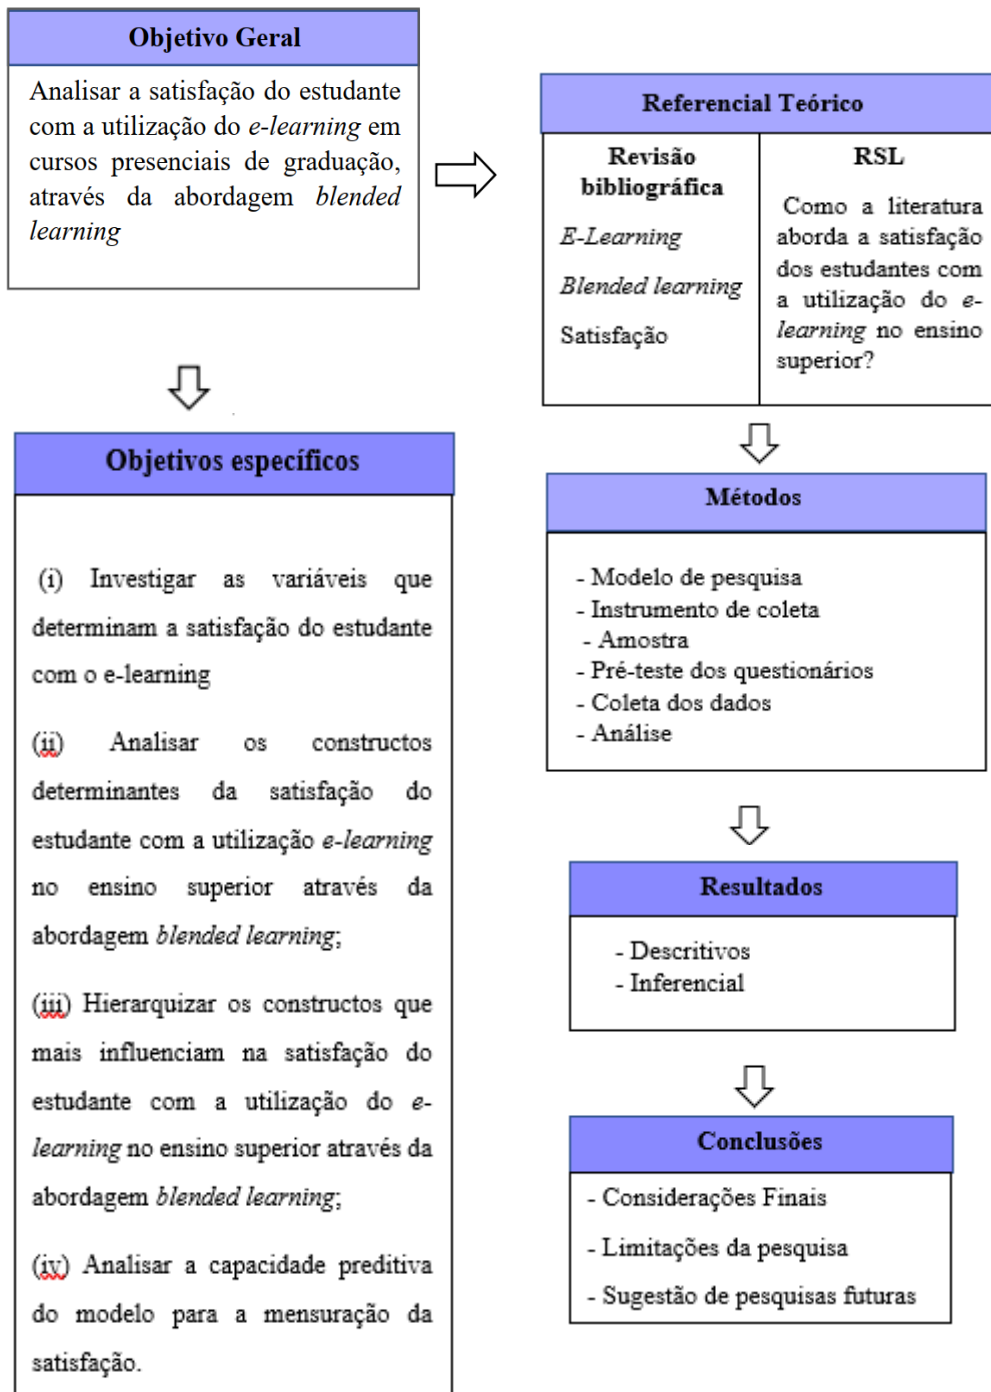 Objetivo Geral
Analisar a satisfação do estudante
com a utilização do e-learning em
cursos presenciais de graduação,
através da abordagem blended
learning
Objetivos específicos
(i) Investigar as variáveis que
determinam a satisfação do estudante
com o e-learning
(ii) Analisar os constructos
determinantes da satisfação do
estudante com a utilização e-learning
no ensino superior através da
abordagem blended learning;
(iii) Hierarquizar os constructos que
mais influenciam na satisfação do
estudante com a utilização do e-
learning no ensino superior através da
abordagem blended learning;
(iv) Analisar a capacidade preditiva
do modelo para a mensuração da
satisfação.
Referencial Teórico
Revisão
bibliográfica
E-Learning
Blended learning
Satisfação
RSL
Como a literatura
aborda a satisfação
dos estudantes com
a utilização do e-
learning no ensino
superior?
Métodos
- Modelo de pesquisa
- Instrumento de coleta
- Amostra
- Pré-teste dos questionários
- Coleta dos dados
- Análise
Resultados
- Descritivos
- Inferencial
Conclusões
- Considerações Finais
- Limitações da pesquisa
- Sugestão de pesquisas futuras